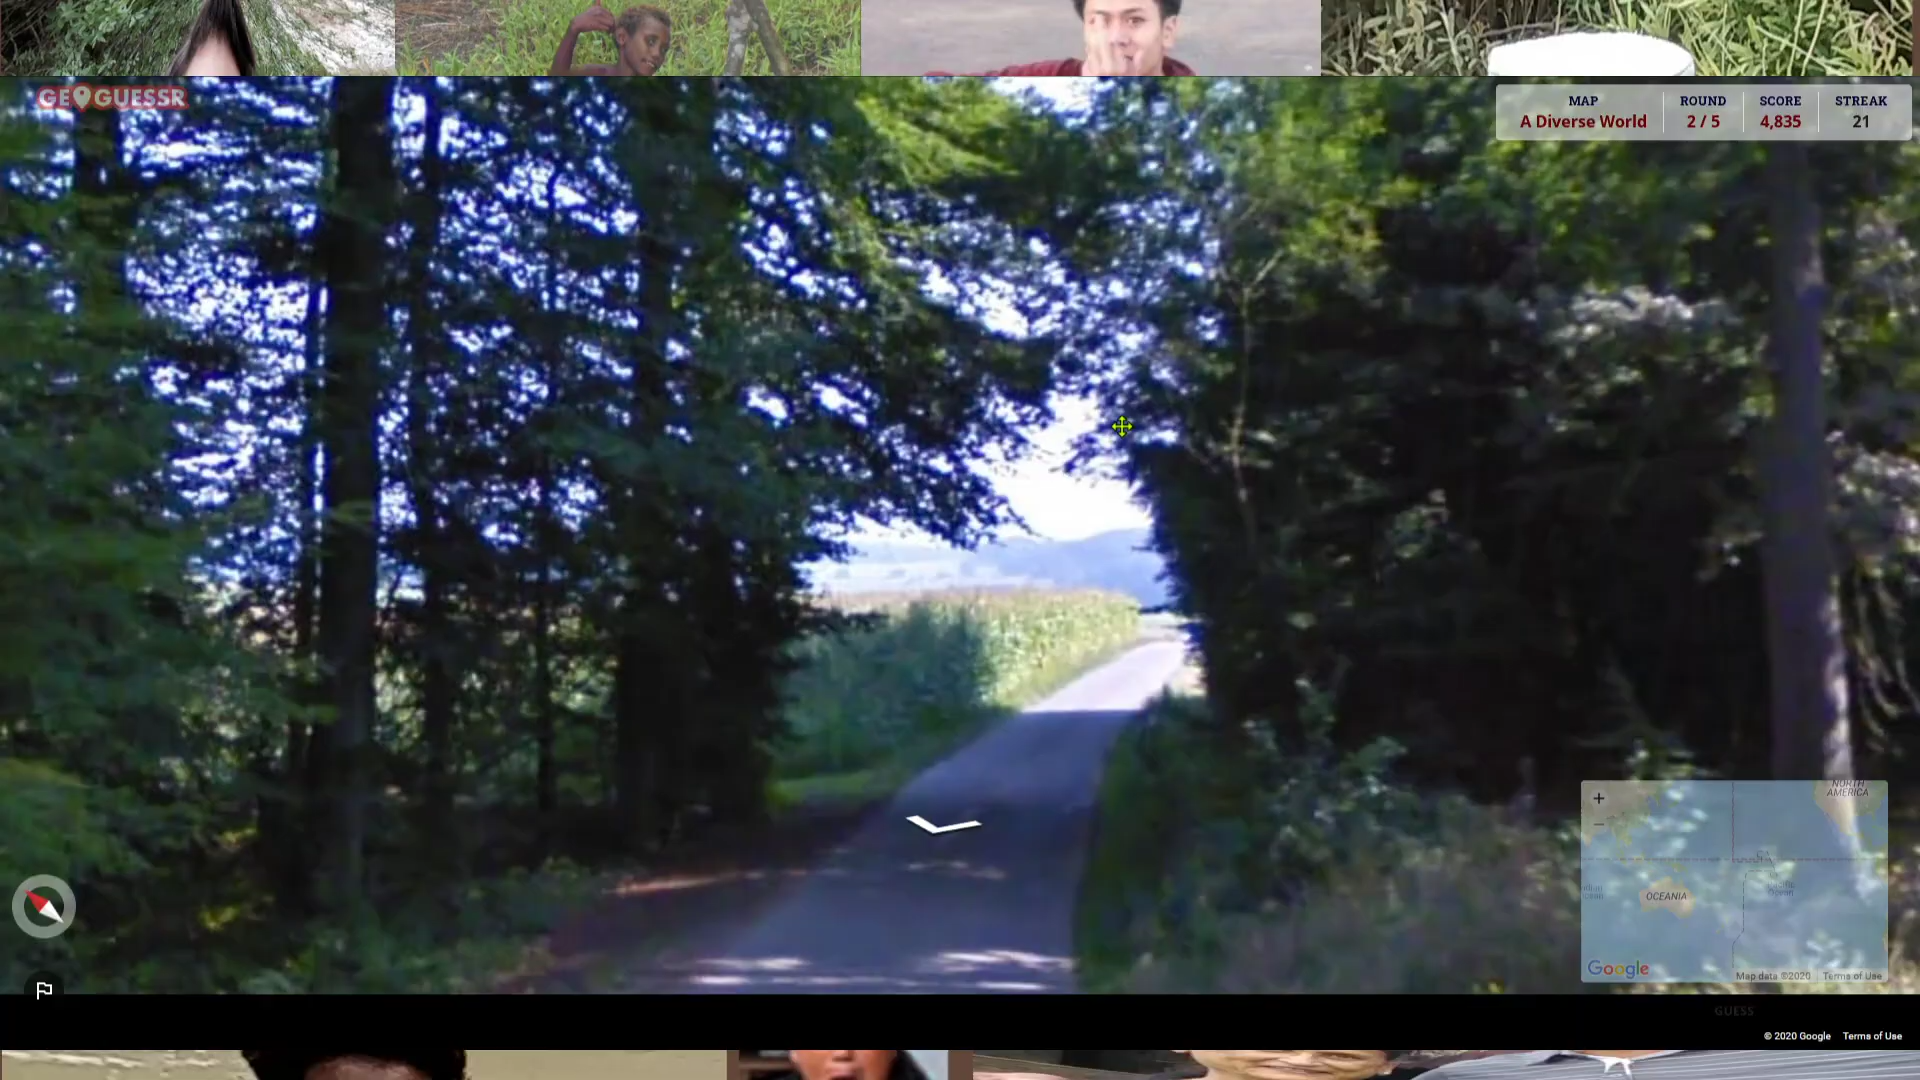 GEOGUESSR
MAP
A Diverse World
ROUND
2 / 5
SCORE
4,835
STREAK
21
+
NORTH
AMERICA
OCEANIA
Google
Map data ©2020
Terms of Use
GUESS
© 2020 Google
Terms of Use